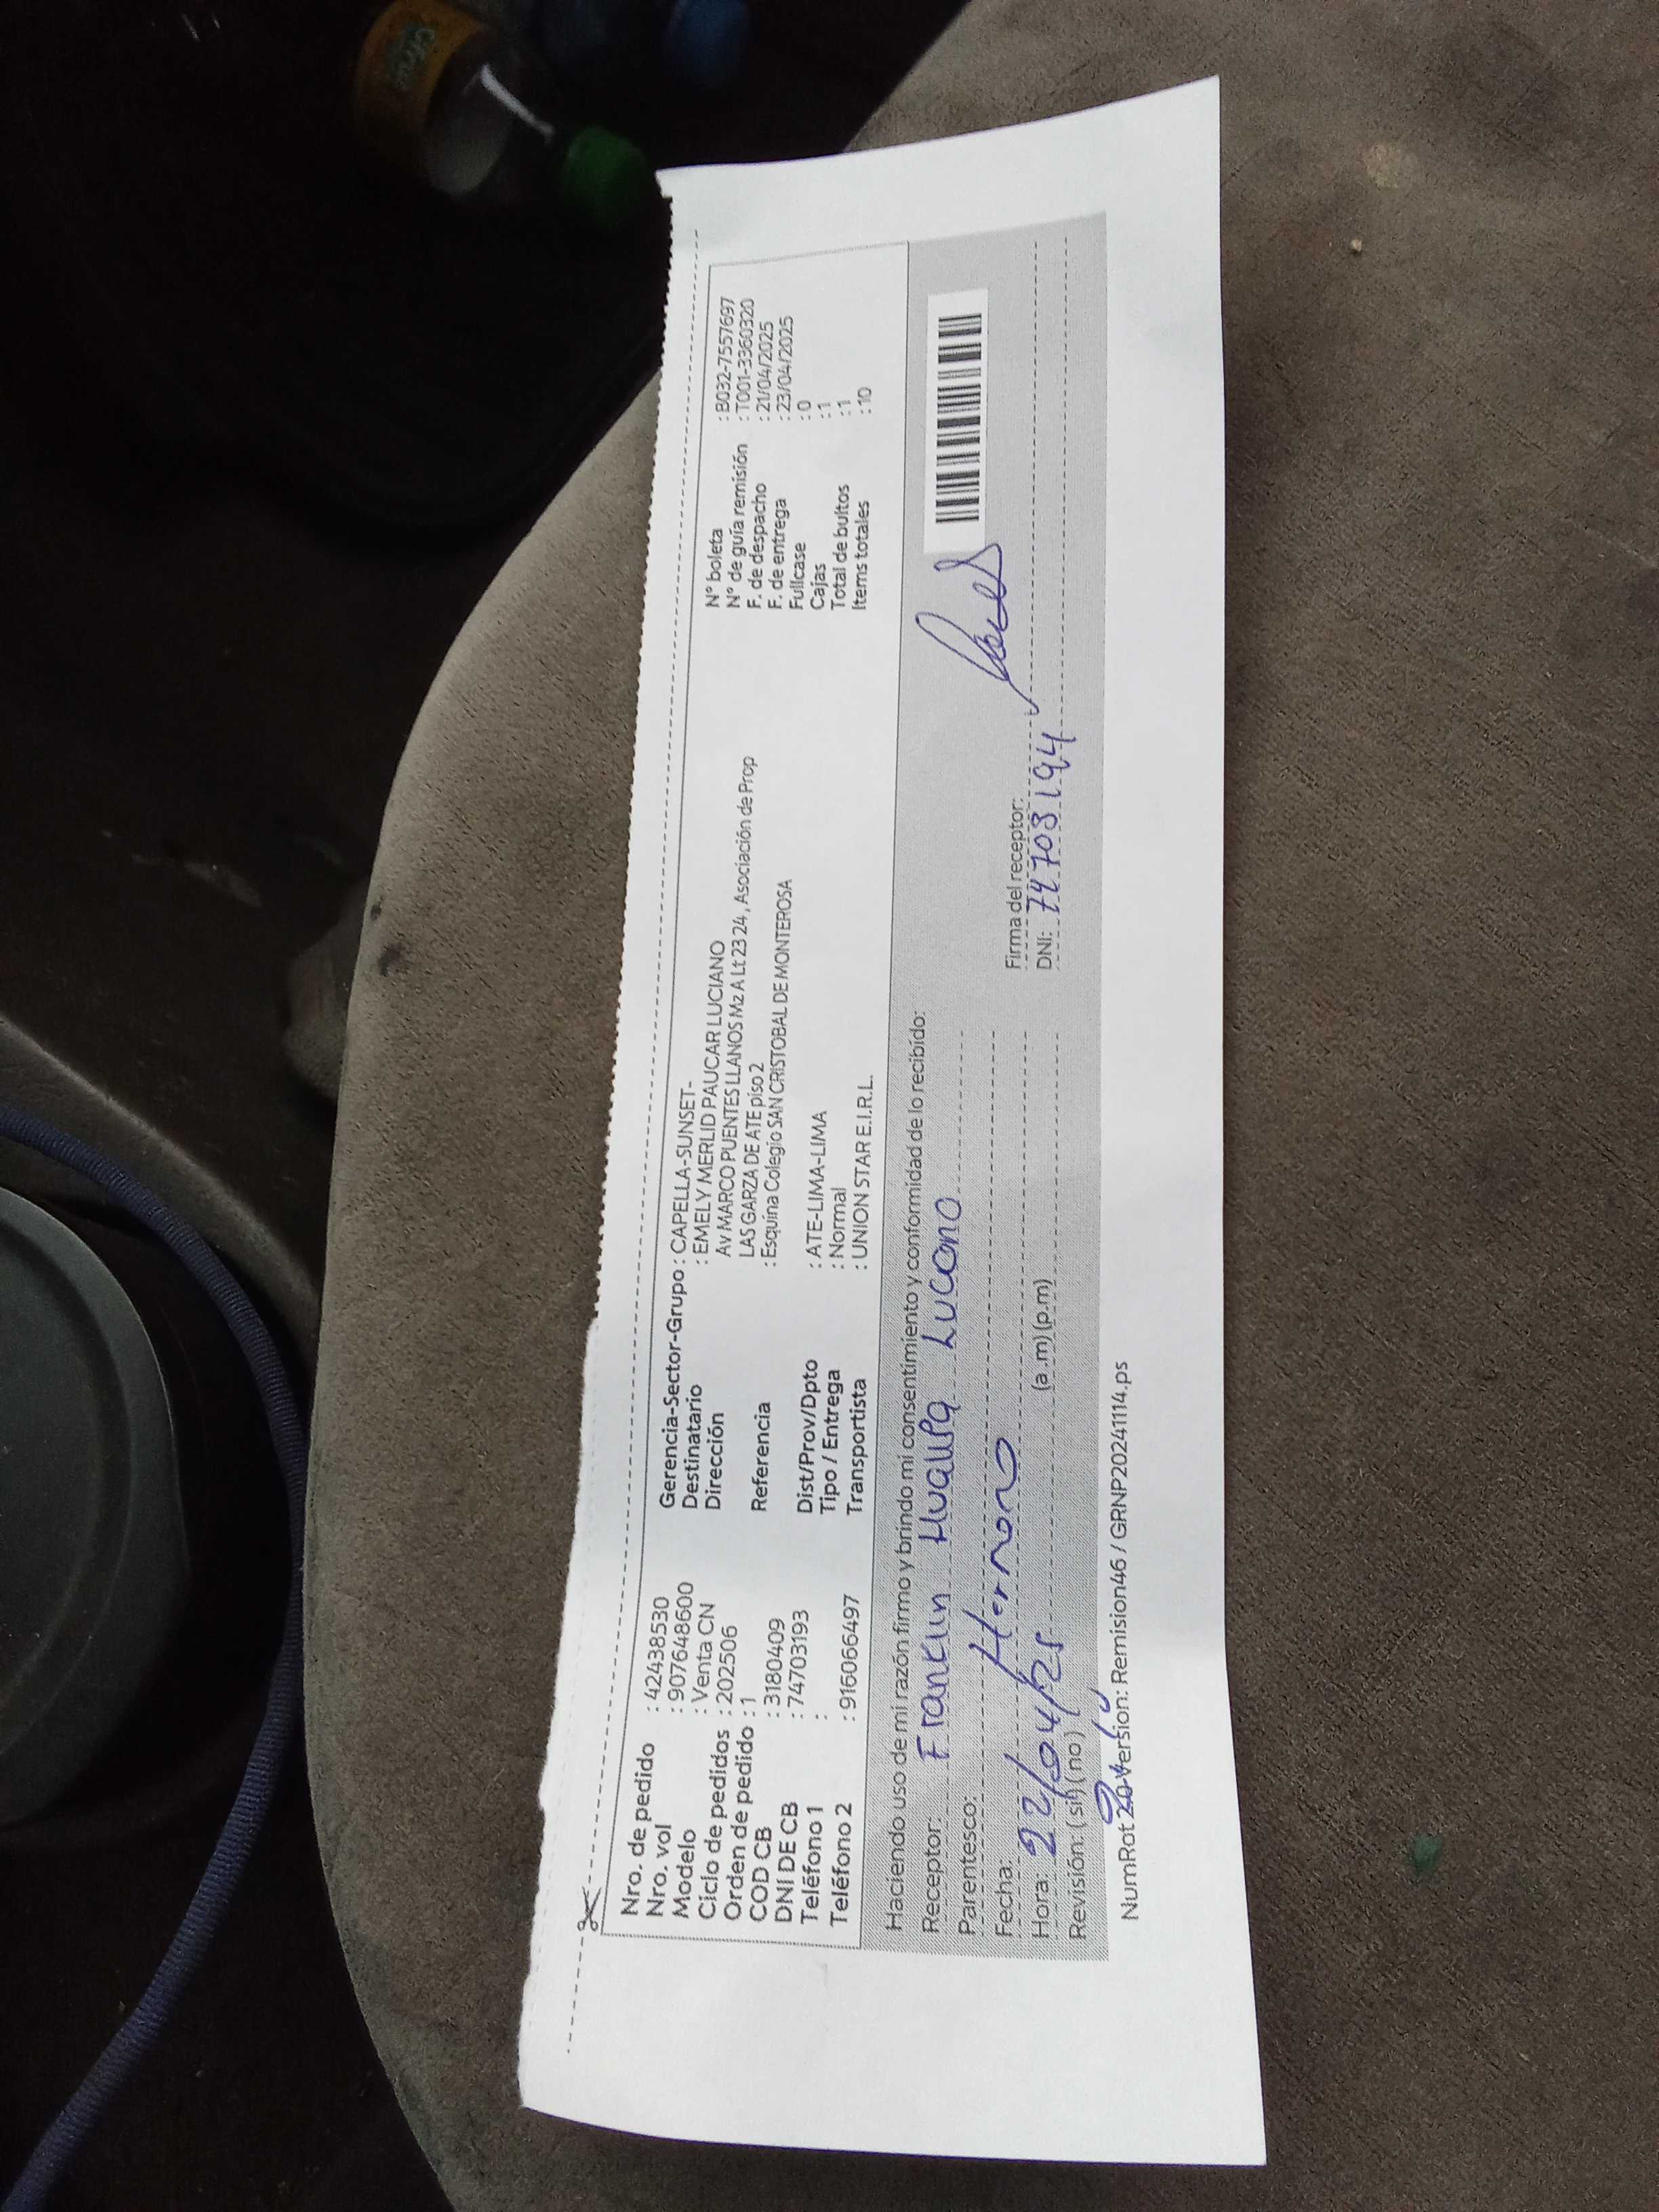 Nro. de pedido : 42438530
Nro. vol : 907648600
Modelo : Venta CN
Ciclo de pedidos : 202506
Orden de pedido : 1
COD CB : 3180409
DNI DE CB : 74703193
Teléfono 1 :
Teléfono 2 : 916066497
Gerencia-Sector-Grupo : CAPELLA-SUNSET-
Destinatario : EMELY MERLID PAUCAR LUCIANO
Dirección AV MARCO PUENTES LLANOS Mz A Lt 23 24 , Asociación de Prop
LAS GARZA DE ATE piso 2
Referencia : Esquina Colegio SAN CRISTOBAL DE MONTEROSA
Dist/Prov/Dpto : ATE-LIMA-LIMA
Tipo / Entrega : Normal
Transportista : UNION STAR E.I.R.L.
N° boleta : B032-7557697
N° de guía remisión : T001-3360320
F. de despacho : 21/04/2025
F. de entrega : 23/04/2025
Fullcase : 0
Cajas : 1
Total de bultos : 1
Items totales : 10
Haciendo uso de mi razón firmo y brindo mi consentimiento y conformidad de lo recibido:
Receptor: Franklin Huallpa Luciano
Parentesco: Hermano
Fecha: 22/04/25
Hora: (a.m) (p.m)
Revisión: (si) (no)
Firma del receptor:
DNI: 74703194
NumRot 20 Version: Remision46 / GRNP20241114.ps